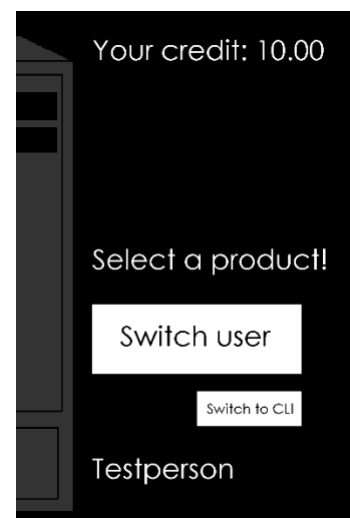 Your credit: 10.00
Select a product!
Switch user
Switch to CLI
Testperson